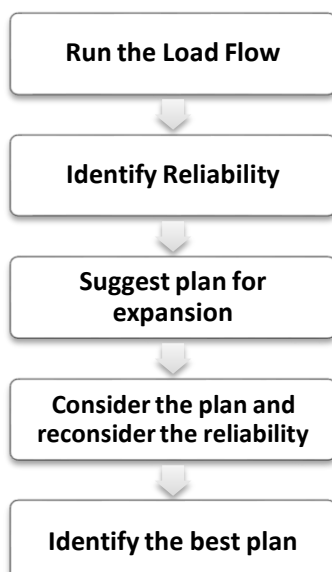 Run the Load Flow
Identify Reliability
Suggest plan for
expansion
Consider the plan and
reconsider the reliability
Identify the best plan